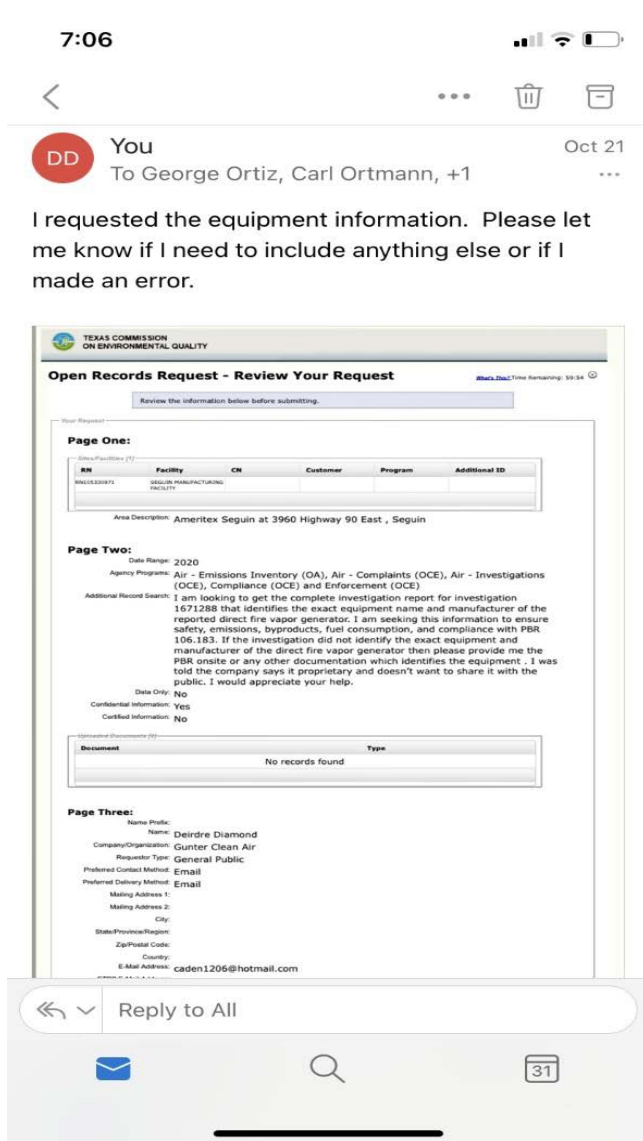 7:06
DD
You
Oct 21
To George Ortiz, Carl Ortmann, +1
I requested the equipment information.  Please let
me know if I need to include anything else or if I
made an error.
TEXAS COMMISSION
ON ENVIRONMENTAL QUALITY
Open Records Request - Review Your Request
What's This? Time Remaining: 59:54
Review the information below before submitting.
Your Request
Page One:
Sites/Facilities [1]
RN Facility CN Customer Program Additional ID
SEGUIN MANUFACTURING
FACILITY
Area Description: Ameritex Seguin at 3960 Highway 90 East , Seguin
Page Two:
Date Range: 2020
Agency Programs: Air - Emissions Inventory (OA), Air - Complaints (OCE), Air - Investigations
(OCE), Compliance (OCE) and Enforcement (OCE)
Additional Record Search: I am looking to get the complete investigation report for investigation
1671288 that identifies the exact equipment name and manufacturer of the
reported direct fire vapor generator. I am seeking this information to ensure
safety, emissions, byproducts, fuel consumption, and compliance with PBR
106.183. If the investigation did not identify the exact equipment and
manufacturer of the direct fire vapor generator then please provide me the
PBR onsite or any other documentation which identifies the equipment . I was
told the company says it proprietary and doesn't want to share it with the
public. I would appreciate your help.
Data Only: No
Confidential Information: Yes
Certified Information: No
Uploaded Documents [0]
Document Type
No records found
Page Three:
Name Prefix:
Name: Deirdre Diamond
Company/Organization: Gunter Clean Air
Requestor Type: General Public
Preferred Contact Method: Email
Preferred Delivery Method: Email
Mailing Address 1:
Mailing Address 2:
City:
State/Province/Region:
Zip/Postal Code:
Country:
E-Mail Address: caden1206@hotmail.com
Reply to All
31